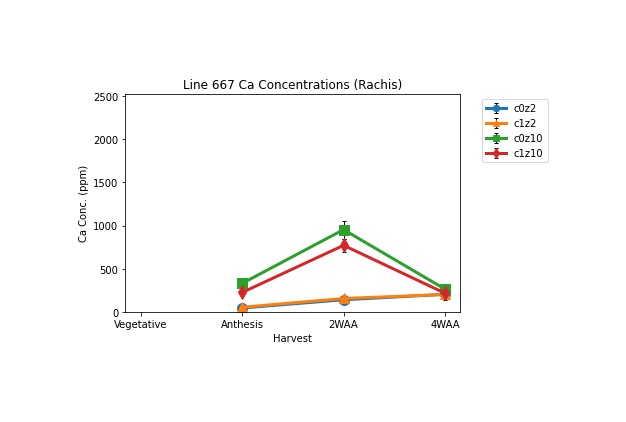 Line 667 Ca Concentrations (Rachis)
2500
2000
1500
1000
500
0
Ca Conc. (ppm)
Vegetative Anthesis 2WAA 4WAA
Harvest
c0z2
c1z2
c0z10
c1z10